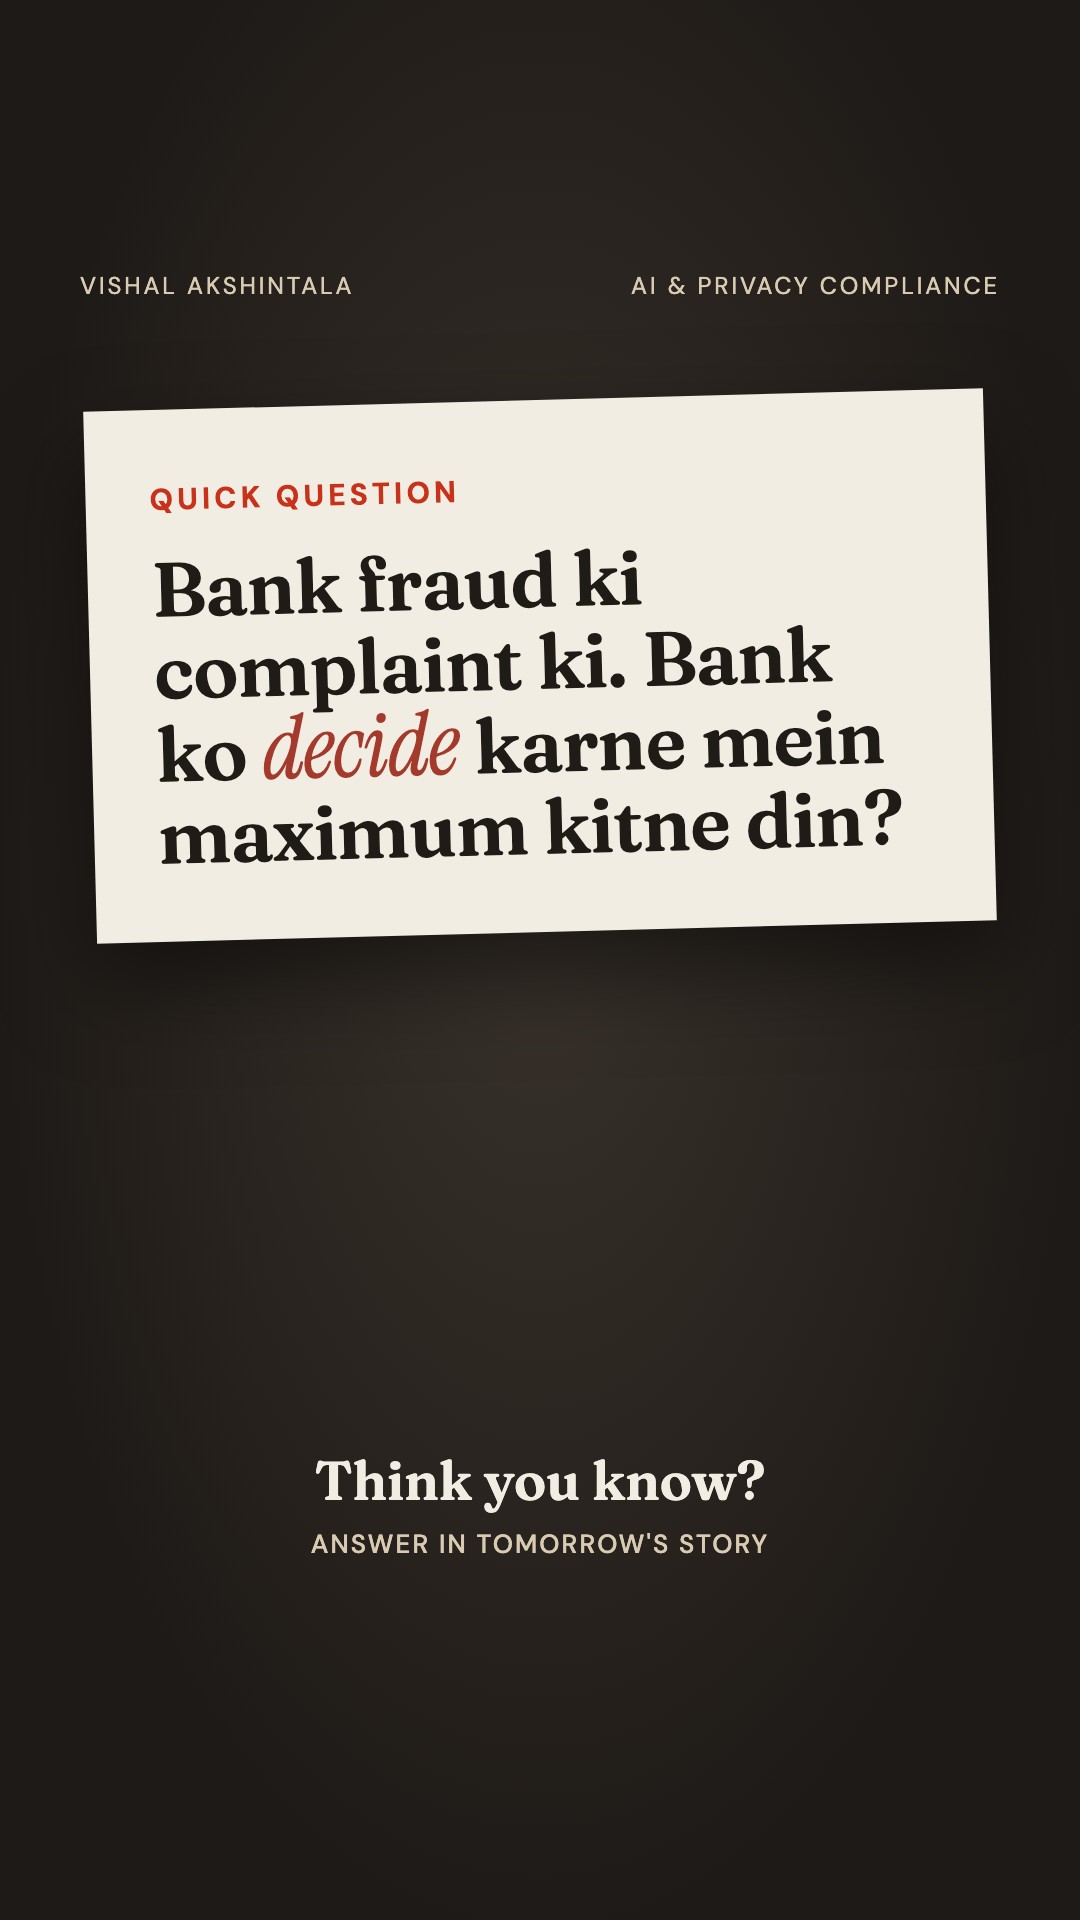 VISHAL AKSHINTALA
AI & PRIVACY COMPLIANCE
QUICK QUESTION
Bank fraud ki
complaint ki. Bank
ko decide karne mein
maximum kitne din?
Think you know?
ANSWER IN TOMORROW'S STORY